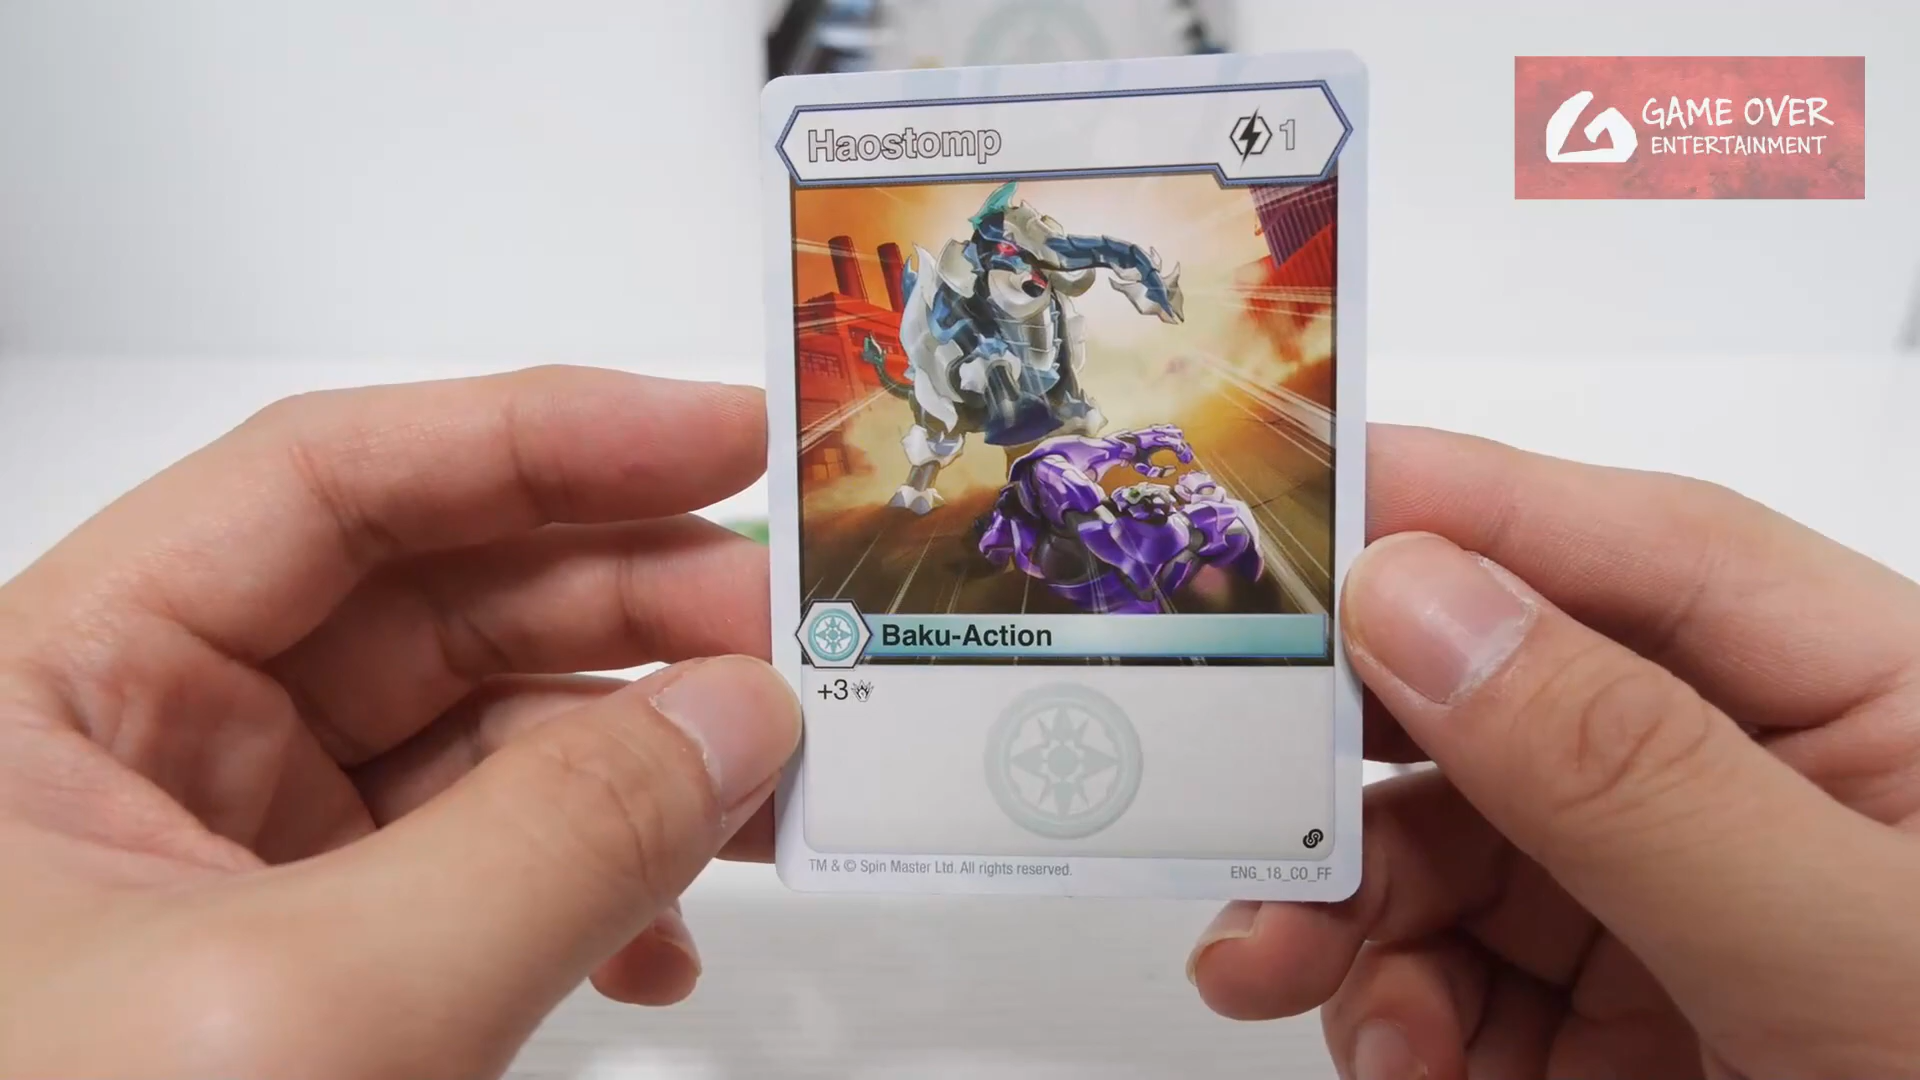 Haostomp
1
GAME OVER
ENTERTAINMENT
Baku-Action
+3
TM & © Spin Master Ltd. All rights reserved.
ENG_18_CO_FF